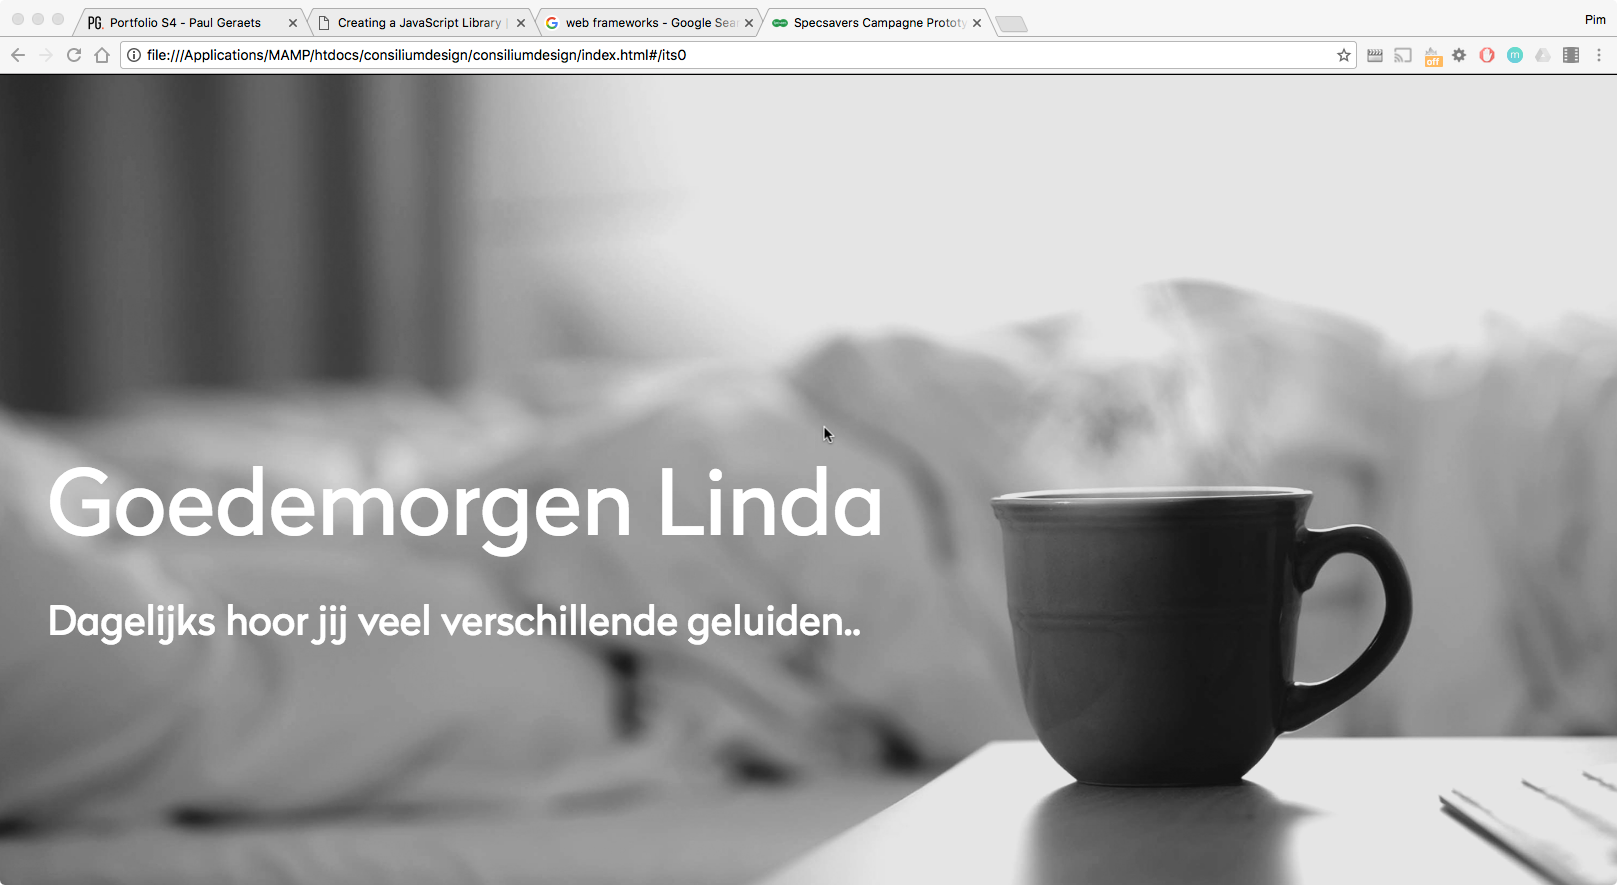 Portfolio S4 - Paul Geraets
Creating a JavaScript Library
web frameworks - Google Sea
Specsavers Campagne Prototy
Pim
file:///Applications/MAMP/htdocs/consiliumdesign/consiliumdesign/index.html#/its0
off
m
Goedemorgen Linda
Dagelijks hoor jij veel verschillende geluiden..